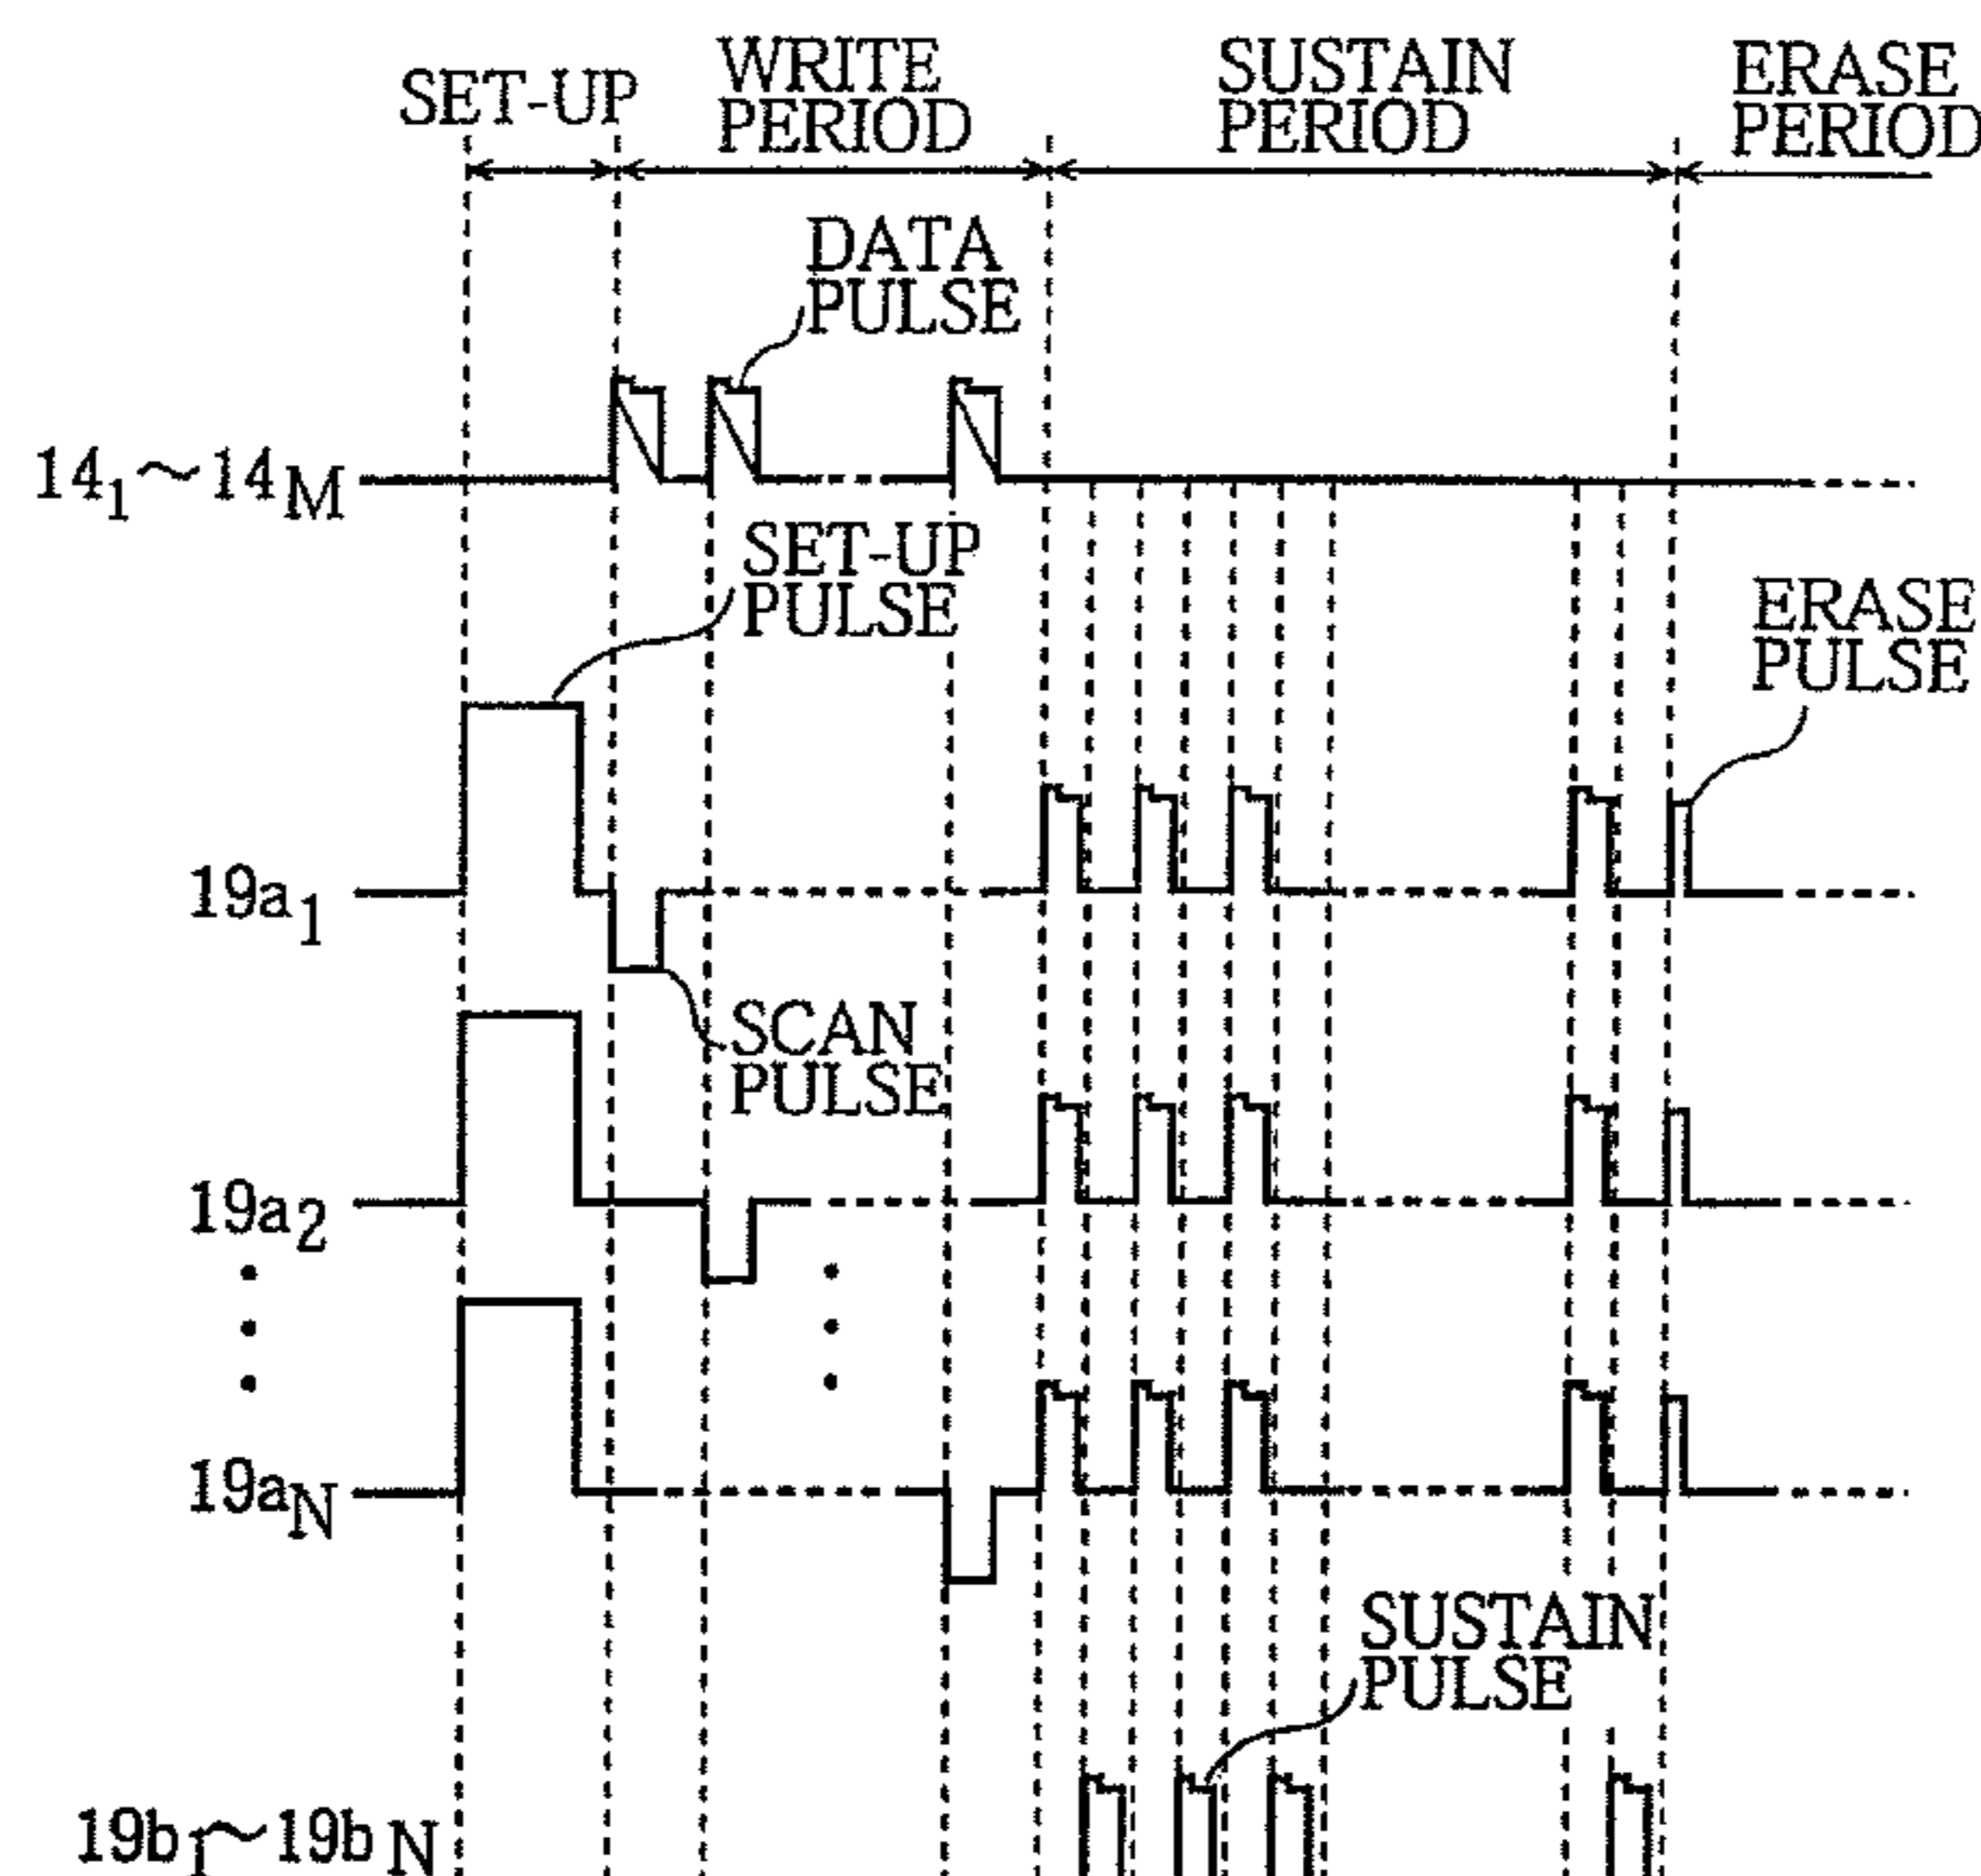 SET-UP
WRITE
PERIOD
SUSTAIN
PERIOD
ERASE
PERIOD
DATA
PULSE
14₁～14M
SET-UP
PULSE
ERASE
PULSE
19a₁
SCAN
PULSE
19a₂
19aN
SUSTAIN
PULSE
19b₁～19bN